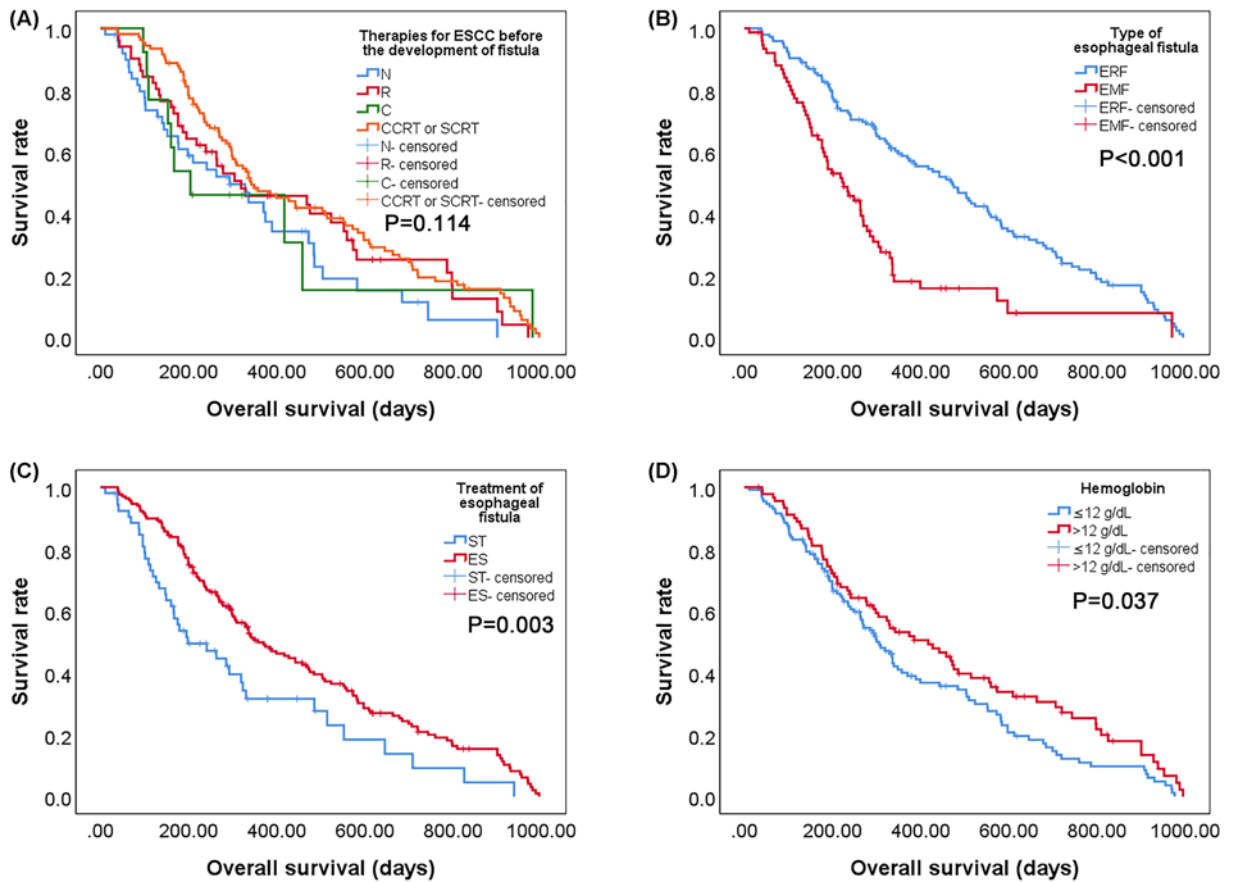 (A)
Therapies for ESCC before
the development of fistula
N
R
C
CCRT or SCRT
N- censored
R- censored
C- censored
CCRT or SCRT- censored
P=0.114
Survival rate
1.0
0.8
0.6
0.4
0.2
0.0
.00 200.00 400.00 600.00 800.00 1000.00
Overall survival (days)
(B)
Type of
esophageal fistula
ERF
EMF
ERF- censored
EMF- censored
P<0.001
Survival rate
1.0
0.8
0.6
0.4
0.2
0.0
.00 200.00 400.00 600.00 800.00 1000.00
Overall survival (days)
(C)
Treatment of
esophageal
fistula
ST
ES
ST- censored
ES- censored
P=0.003
Survival rate
1.0
0.8
0.6
0.4
0.2
0.0
.00 200.00 400.00 600.00 800.00 1000.00
Overall survival (days)
(D)
Hemoglobin
≤12 g/dL
>12 g/dL
≤12 g/dL- censored
>12 g/dL- censored
P=0.037
Survival rate
1.0
0.8
0.6
0.4
0.2
0.0
.00 200.00 400.00 600.00 800.00 1000.00
Overall survival (days)